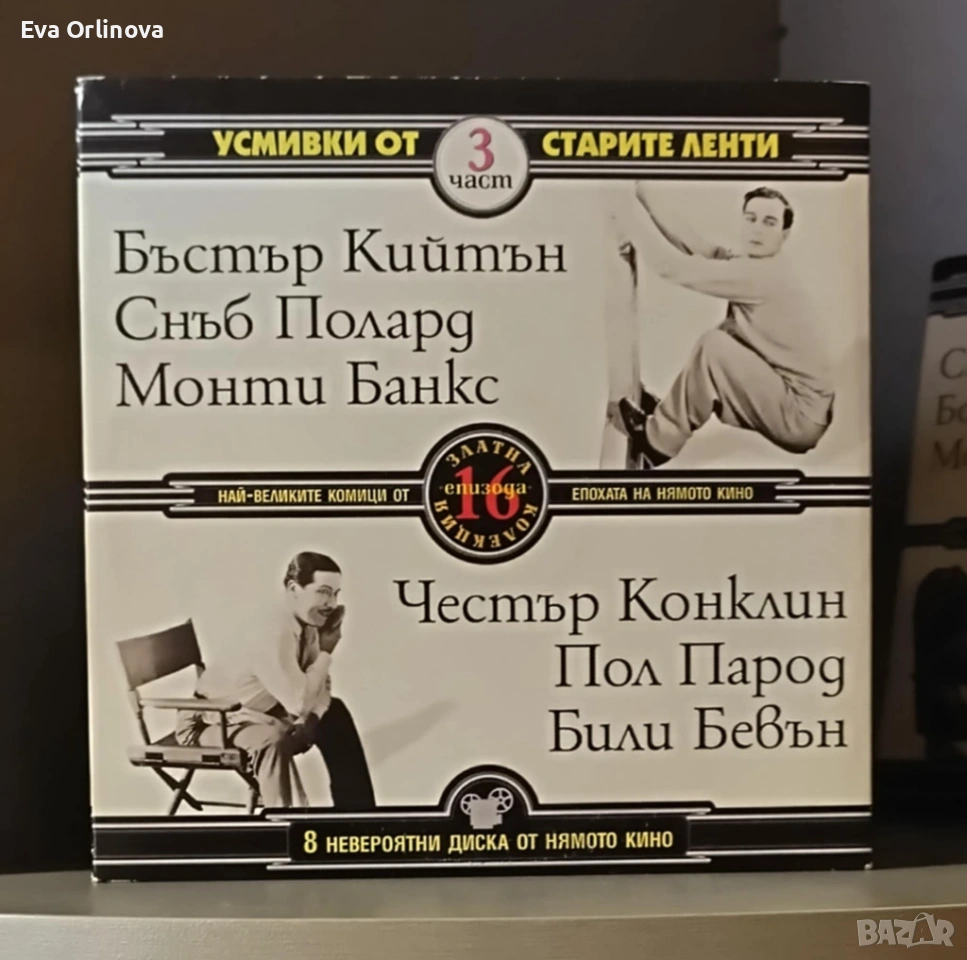 Eva Orlinova
УСМИВКИ ОТ 3 част СТАРИТЕ ЛЕНТИ
Бъстър Кийтън
Снъб Полард
Монти Банкс
НАЙ-ВЕЛИКИТЕ КОМИЦИ ОТ
ЗЛАТНА КОЛЕКЦИЯ
16 епизода
ЕПОХАТА НА НЯМОТО КИНО
Честър Конклин
Пол Парод
Били Бевън
8 НЕВЕРОЯТНИ ДИСКА ОТ НЯМОТО КИНО
BAZAR